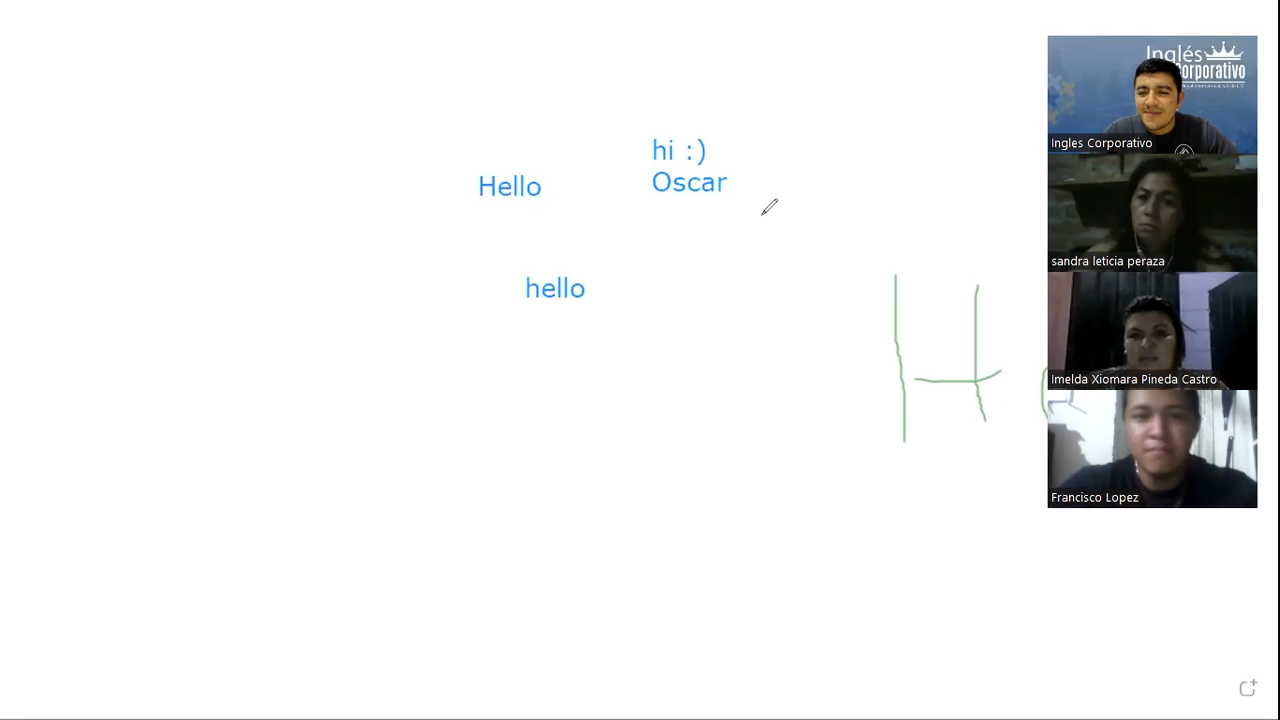 hi :)
Hello
Oscar
hello
H
Inglés
Corporativo
Ingles Corporativo
sandra leticia peraza
Imelda Xiomara Pineda Castro
Francisco Lopez